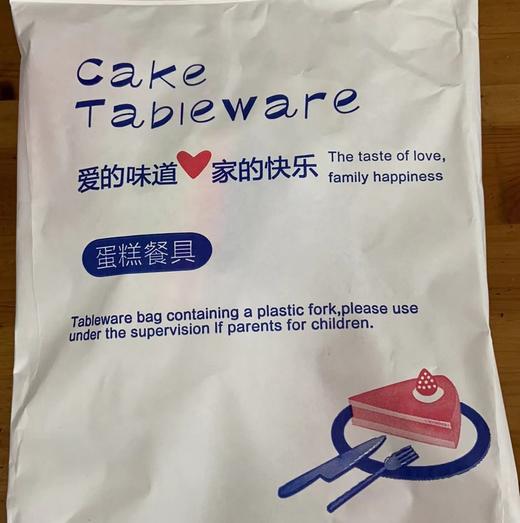 Cake
Tableware
爱的味道 家的快乐
The taste of love,
family happiness
蛋糕餐具
Tableware bag containing a plastic fork,please use
under the supervision If parents for children.